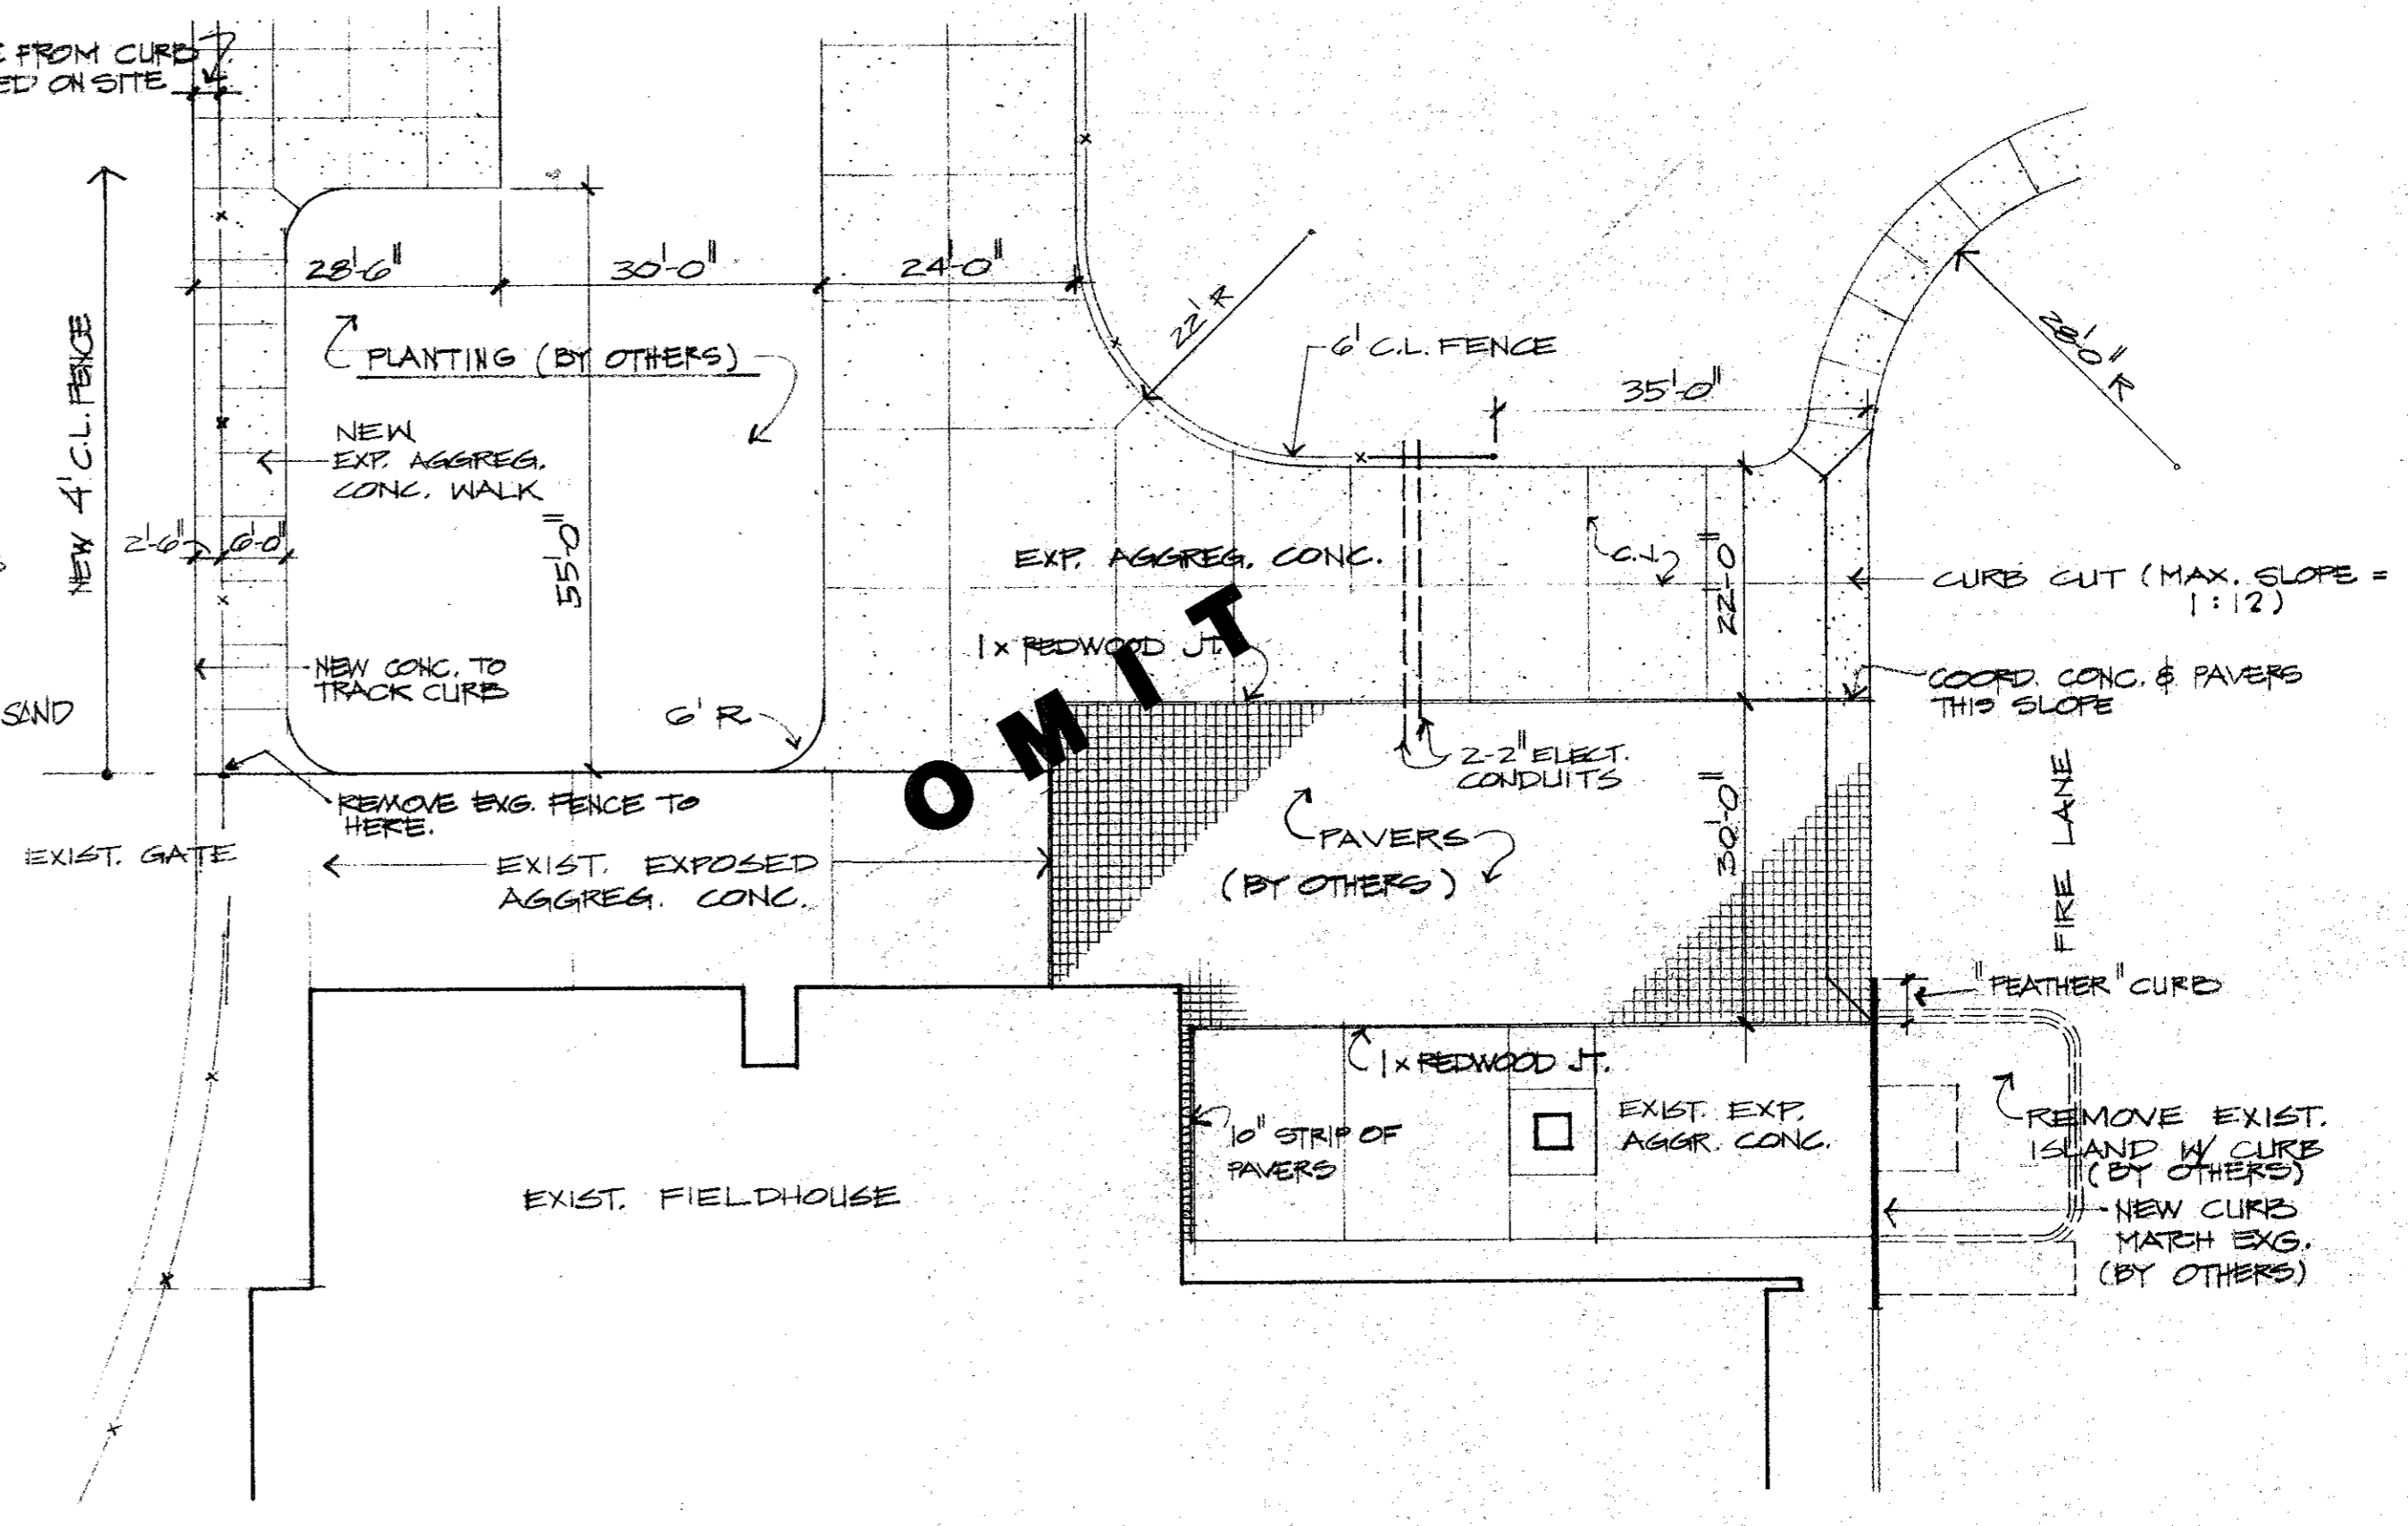 FROM CURB
ED ON SITE
28'-6"
30'-0"
24'-0"
22' R
28'-0" R
NEW 4' C.L. FENCE
PLANTING (BY OTHERS)
6' C.L. FENCE
35'-0"
NEW
EXP. AGGREG.
CONC. WALK
2'-6"
6'-0"
55'-0"
EXP. AGGREG. CONC.
C.J.
22'-0"
CURB CUT (MAX. SLOPE =
1:12)
1x REDWOOD JT.
OMIT
NEW CONC. TO
TRACK CURB
COORD. CONC. & PAVERS
THIS SLOPE
SAND
6' R
2-2" ELECT.
CONDUITS
REMOVE EXG. FENCE TO
HERE.
PAVERS
(BY OTHERS)
30'-0"
FIRE LANE
EXIST. GATE
EXIST. EXPOSED
AGGREG. CONC.
"FEATHER" CURB
1x REDWOOD JT.
10" STRIP OF
PAVERS
EXIST. EXP.
AGGR. CONC.
REMOVE EXIST.
ISLAND W/ CURB
(BY OTHERS)
EXIST. FIELDHOUSE
NEW CURB
MATCH EXG.
(BY OTHERS)